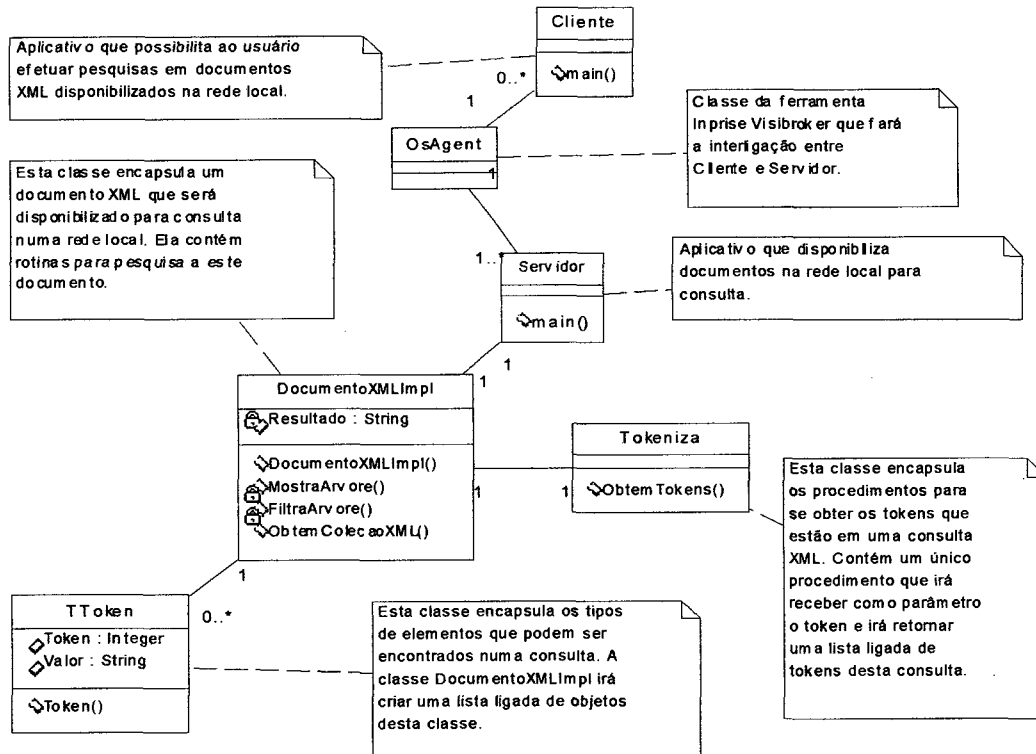 Cliente
main()
Aplicativo que possibilita ao usuário
efetuar pesquisas em documentos
XML disponibilizados na rede local.
0..*
1
OsAgent
1
Classe da ferramenta
Inprise Visibroker que fará
a interligação entre
Cliente e Servidor.
Esta classe encapsula um
documento XML que será
disponibilizado para consulta
numa rede local. Ela contém
rotinas para pesquisa a este
documento.
1..*
Servidor
main()
Aplicativo que disponibliza
documentos na rede local para
consulta.
1
1
DocumentoXMLImpl
Resultado : String
DocumentoXMLImpl()
MostraArvore()
FiltraArvore()
ObtemColecaoXML()
1
1
Tokeniza
ObtemTokens()
Esta classe encapsula
os procedimentos para
se obter os tokens que
estão em uma consulta
XML. Contém um único
procedimento que irá
receber como parâmetro
o token e irá retornar
uma lista ligada de
tokens desta consulta.
1
0..*
TToken
Token : Integer
Valor : String
Token()
Esta classe encapsula os tipos
de elementos que podem ser
encontrados numa consulta. A
classe DocumentoXMLImpl irá
criar uma lista ligada de objetos
desta classe.